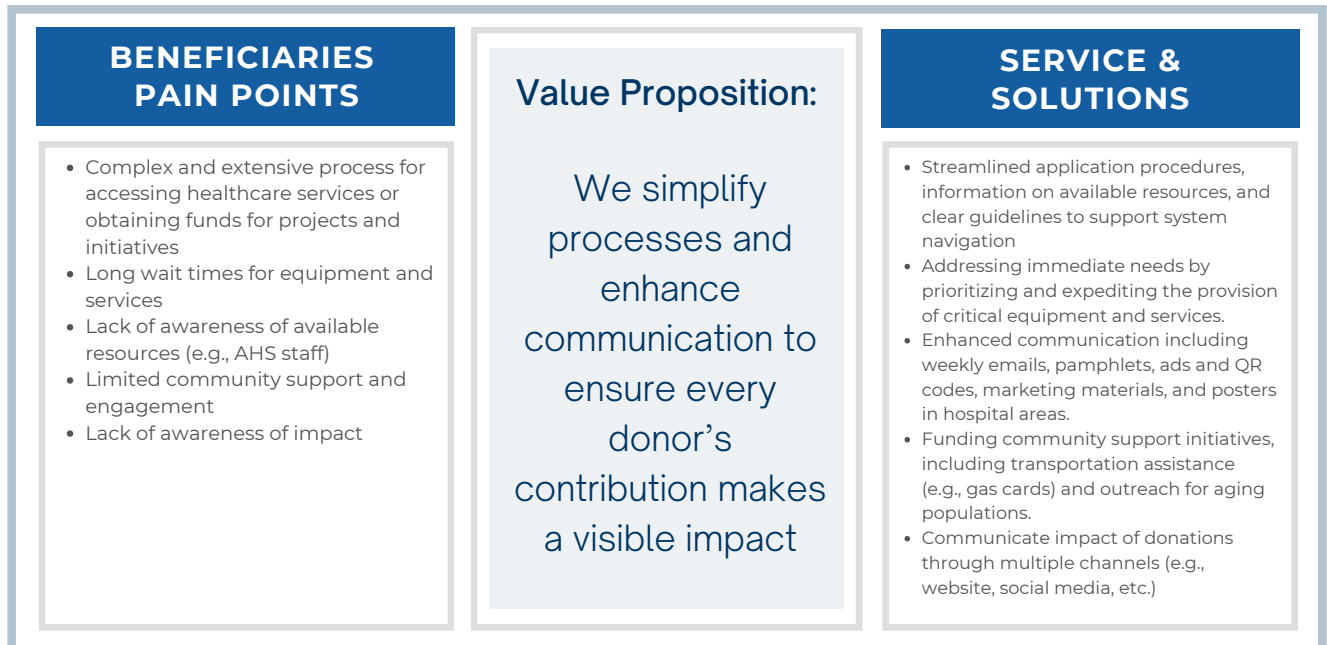 BENEFICIARIES
PAIN POINTS
• Complex and extensive process for
accessing healthcare services or
obtaining funds for projects and
initiatives
• Long wait times for equipment and
services
• Lack of awareness of available
resources (e.g., AHS staff)
• Limited community support and
engagement
• Lack of awareness of impact
Value Proposition:
We simplify
processes and
enhance
communication to
ensure every
donor’s
contribution makes
a visible impact
SERVICE &
SOLUTIONS
• Streamlined application procedures,
information on available resources, and
clear guidelines to support system
navigation
• Addressing immediate needs by
prioritizing and expediting the provision
of critical equipment and services.
• Enhanced communication including
weekly emails, pamphlets, ads and QR
codes, marketing materials, and posters
in hospital areas.
• Funding community support initiatives,
including transportation assistance
(e.g., gas cards) and outreach for aging
populations.
• Communicate impact of donations
through multiple channels (e.g.,
website, social media, etc.)